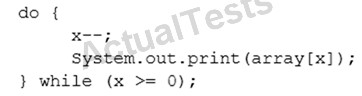 do {
x--;
System.out.print(array[x]);
} while (x >= 0);
ActualTests